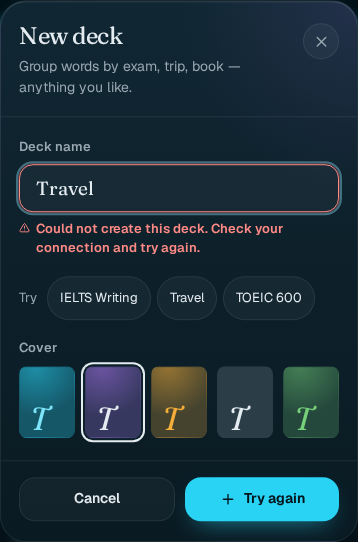 New deck
Group words by exam, trip, book —
anything you like.
Deck name
Travel
Could not create this deck. Check your
connection and try again.
Try IELTS Writing Travel TOEIC 600
Cover
T T T T T
Cancel + Try again